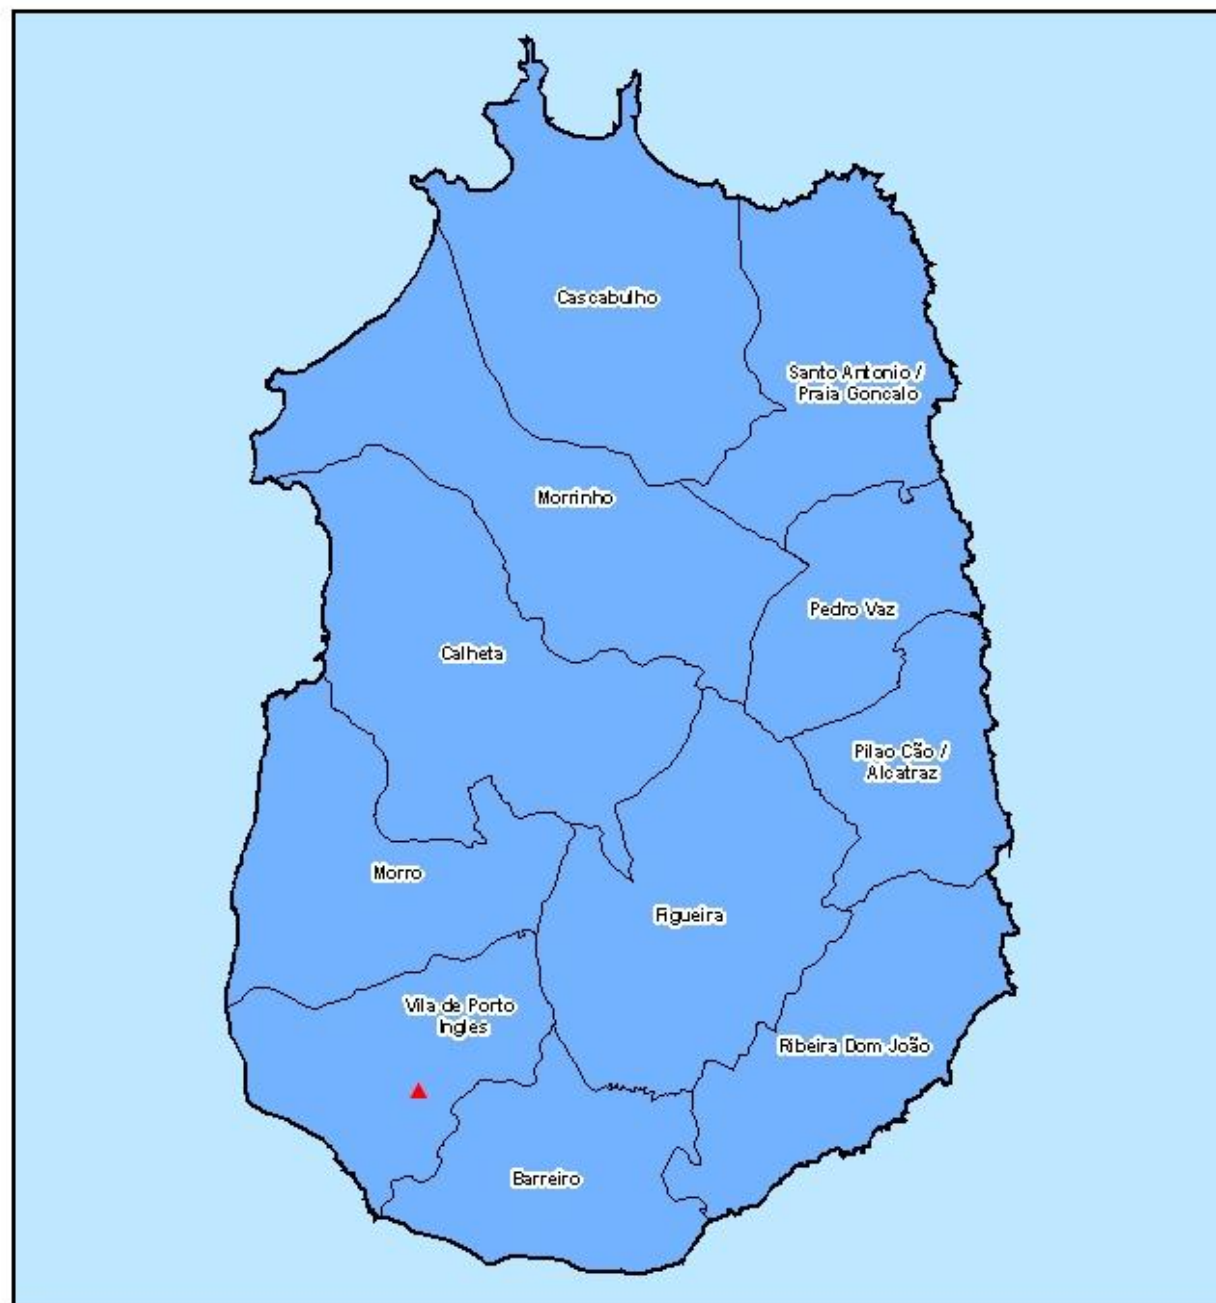 Cascabulho
Santo Antonio /
Praia Goncalo
Morrinho
Pedro Vaz
Calheta
Pilao Cão /
Alcatraz
Morro
Figueira
Vila de Porto
Ingles
Ribeira Dom João
Barreiro